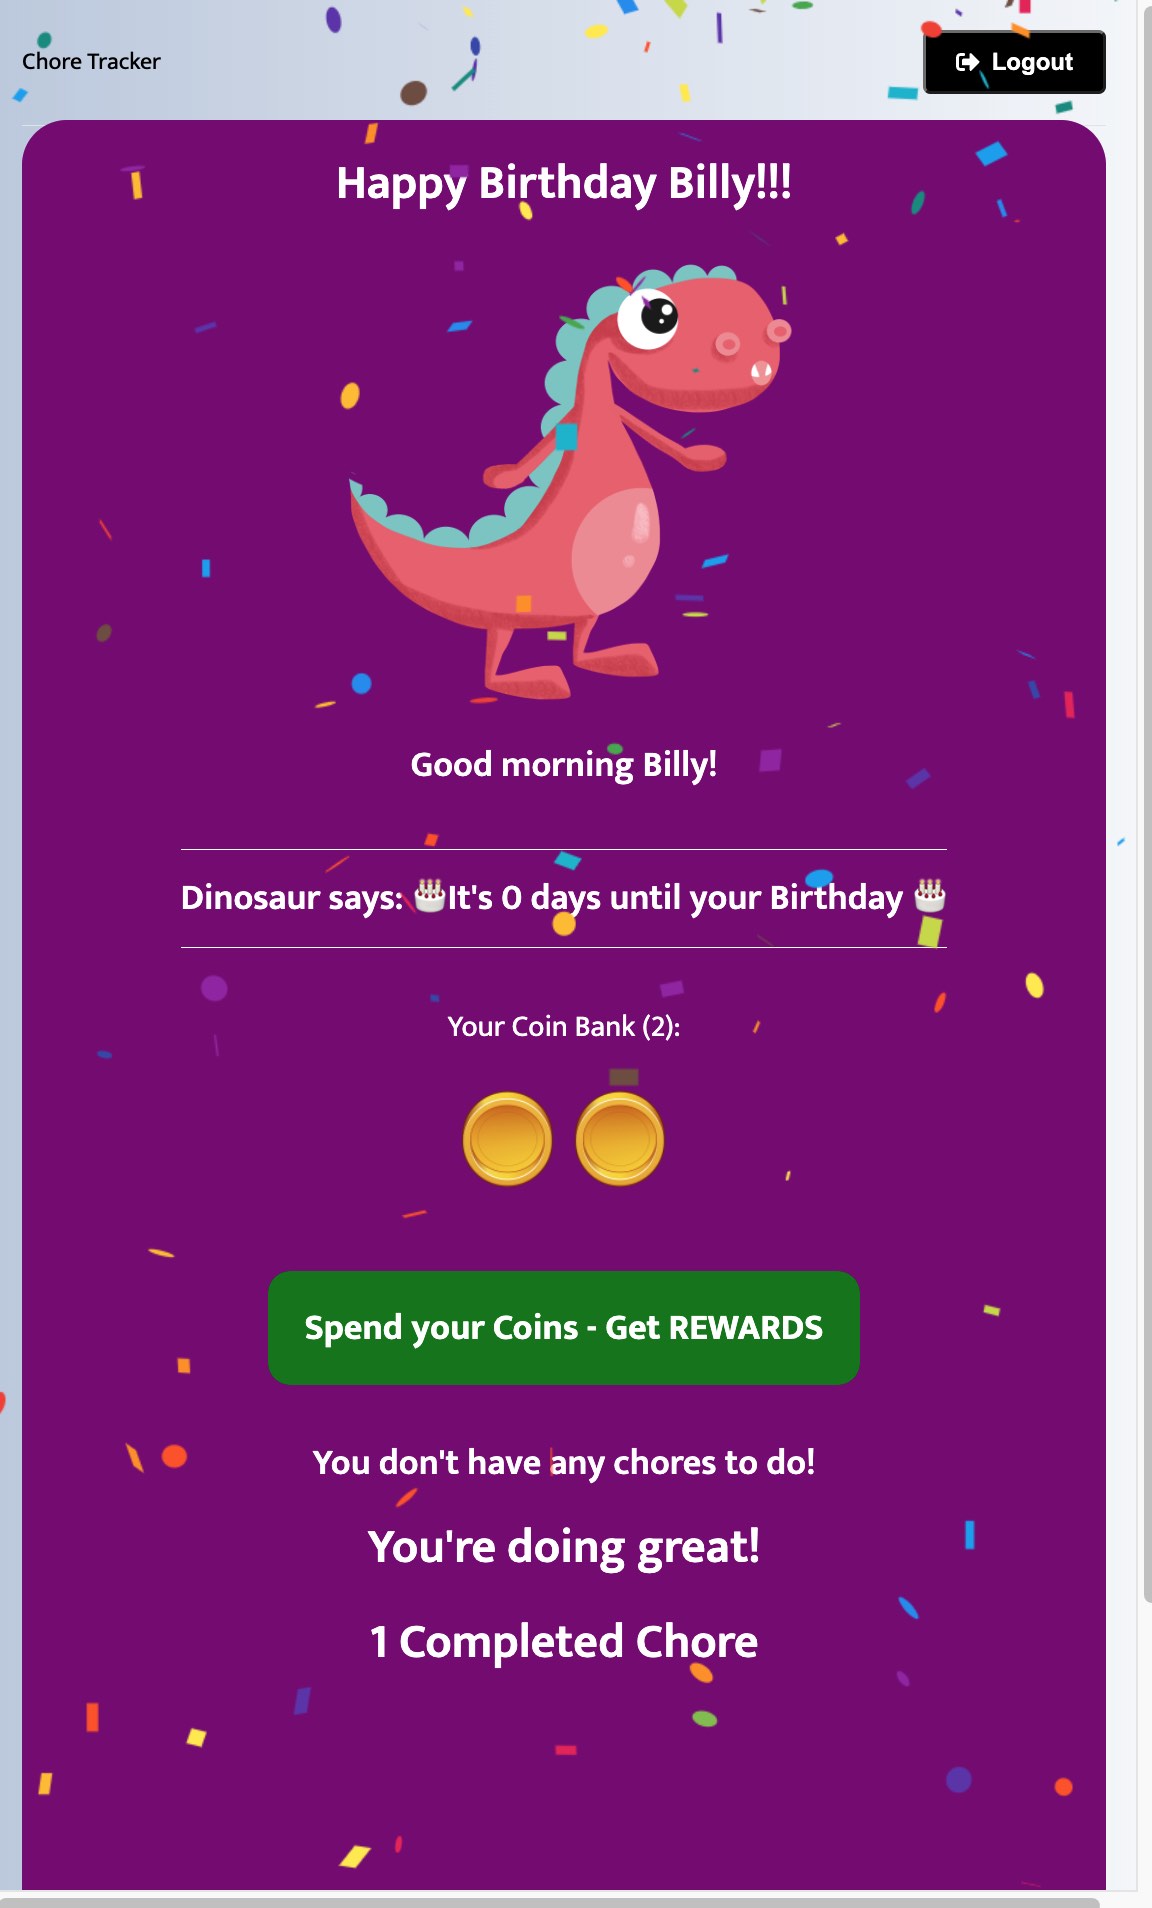 Chore Tracker
Logout
Happy Birthday Billy!!!
Good morning Billy!
Dinosaur says: 🎂It's 0 days until your Birthday 🎂
Your Coin Bank (2):
Spend your Coins - Get REWARDS
You don't have any chores to do!
You're doing great!
1 Completed Chore